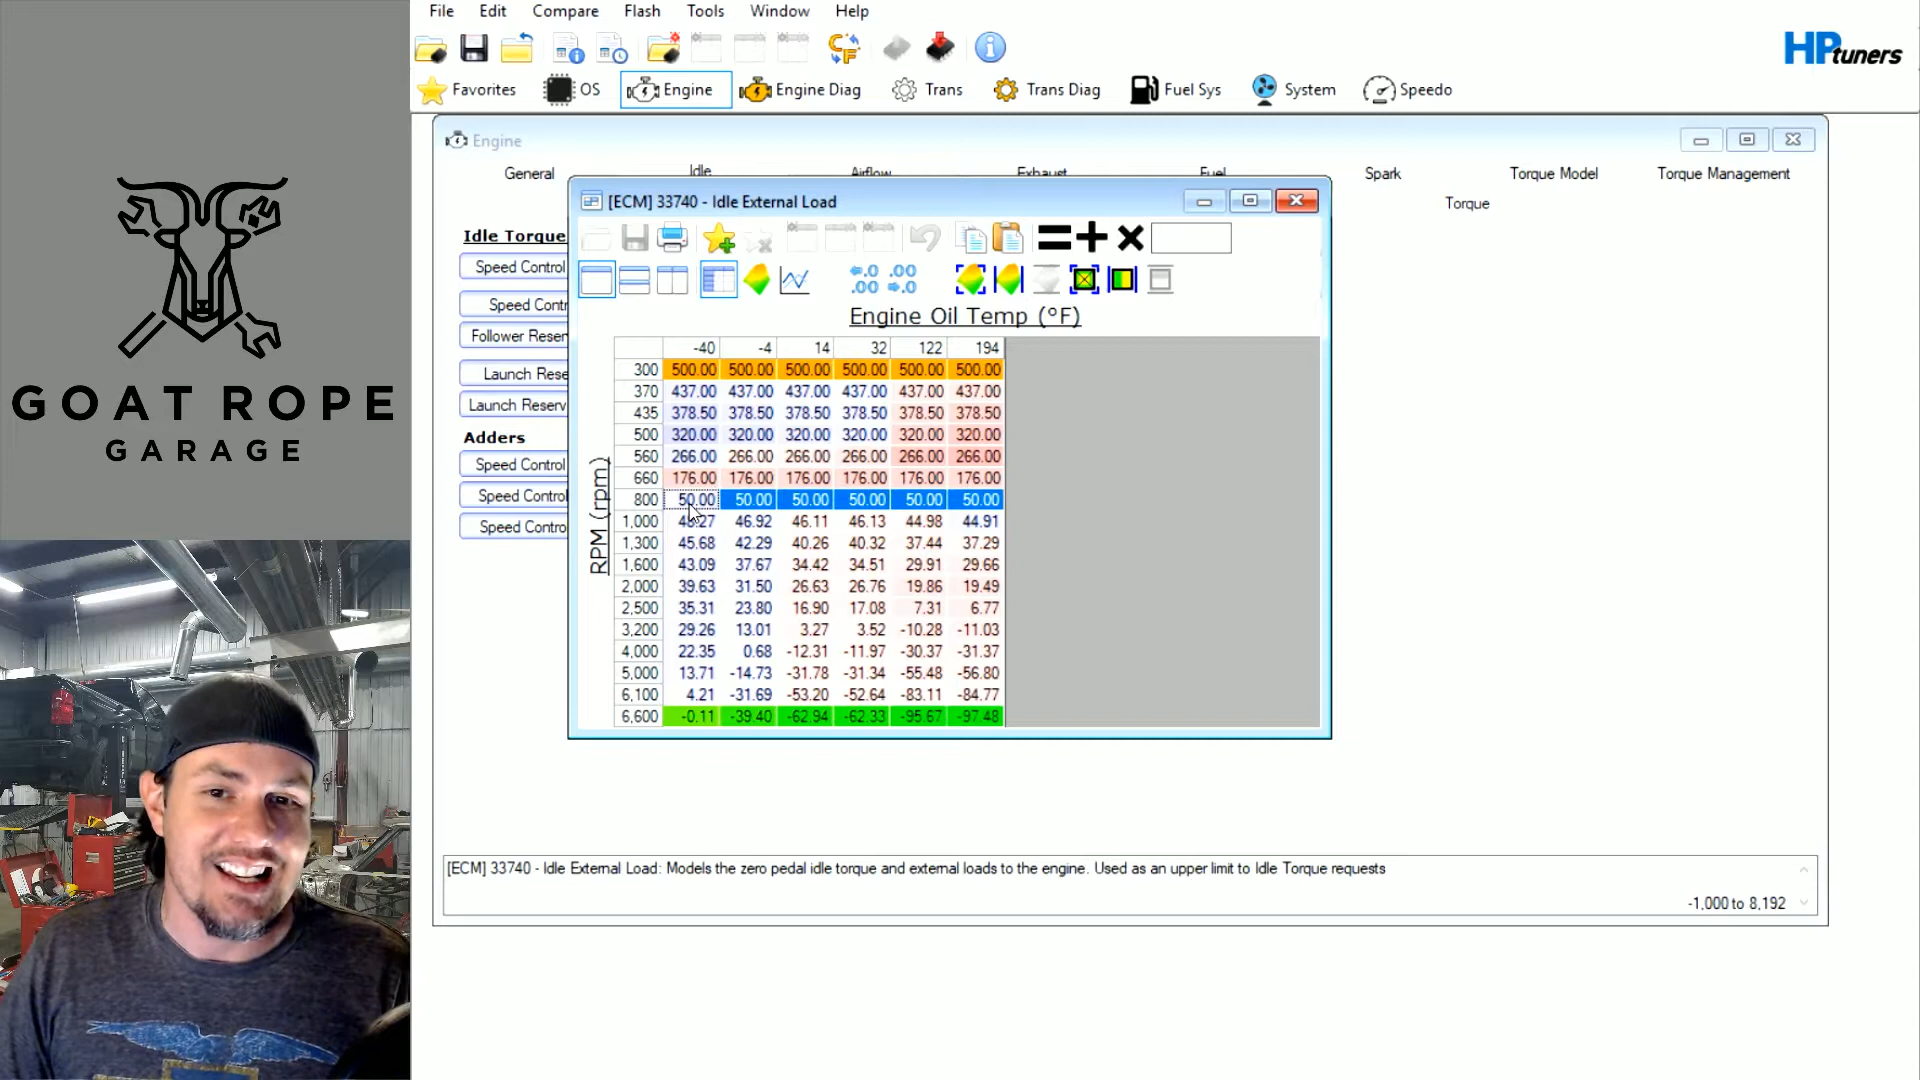 File Edit Compare Flash Tools Window Help
HPtuners
Favorites OS Engine Engine Diag Trans Trans Diag Fuel Sys System Speedo
Engine
General Idle Airflow Exhaust Fuel Spark Torque Model Torque Management
Torque
Idle Torque
Speed Control
Speed Contr
Follower Reser
Launch Rese
Launch Reserv
Adders
Speed Control
Speed Control
Speed Contro
[ECM] 33740 - Idle External Load
Engine Oil Temp (°F)
RPM (rpm)
-40 -4 14 32 122 194
300 500.00 500.00 500.00 500.00 500.00 500.00
370 437.00 437.00 437.00 437.00 437.00 437.00
435 378.50 378.50 378.50 378.50 378.50 378.50
500 320.00 320.00 320.00 320.00 320.00 320.00
560 266.00 266.00 266.00 266.00 266.00 266.00
660 176.00 176.00 176.00 176.00 176.00 176.00
800 50.00 50.00 50.00 50.00 50.00 50.00
1,000 48.27 46.92 46.11 46.13 44.98 44.91
1,300 45.68 42.29 40.26 40.32 37.44 37.29
1,600 43.09 37.67 34.42 34.51 29.91 29.66
2,000 39.63 31.50 26.63 26.76 19.86 19.49
2,500 35.31 23.80 16.90 17.08 7.31 6.77
3,200 29.26 13.01 3.27 3.52 -10.28 -11.03
4,000 22.35 0.68 -12.31 -11.97 -30.37 -31.37
5,000 13.71 -14.73 -31.78 -31.34 -55.48 -56.80
6,100 4.21 -31.69 -53.20 -52.64 -83.11 -84.77
6,600 -0.11 -39.40 -62.94 -62.33 -95.67 -97.48
[ECM] 33740 - Idle External Load: Models the zero pedal idle torque and external loads to the engine. Used as an upper limit to Idle Torque requests
-1,000 to 8,192
GOAT ROPE
GARAGE